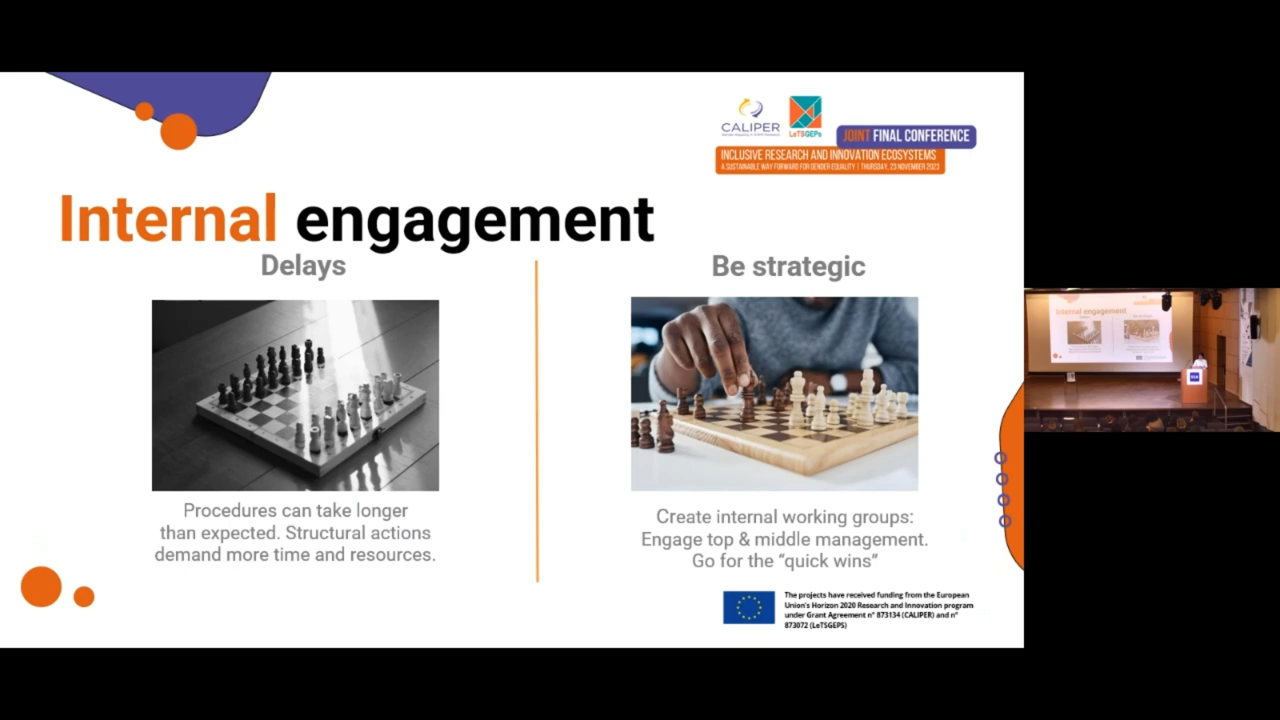 CALIPER
LeTSGEPs
JOINT FINAL CONFERENCE
INCLUSIVE RESEARCH AND INNOVATION ECOSYSTEMS
A SUSTAINABLE WAY FORWARD FOR GENDER EQUALITY | THURSDAY, 23 NOVEMBER 2023
Internal engagement
Delays
Procedures can take longer
than expected. Structural actions
demand more time and resources.
Be strategic
Create internal working groups:
Engage top & middle management.
Go for the “quick wins”
The projects have received funding from the European
Union's Horizon 2020 Research and Innovation program
under Grant Agreement n° 873134 (CALIPER) and n°
873072 (LeTSGEPS)
Internal engagement